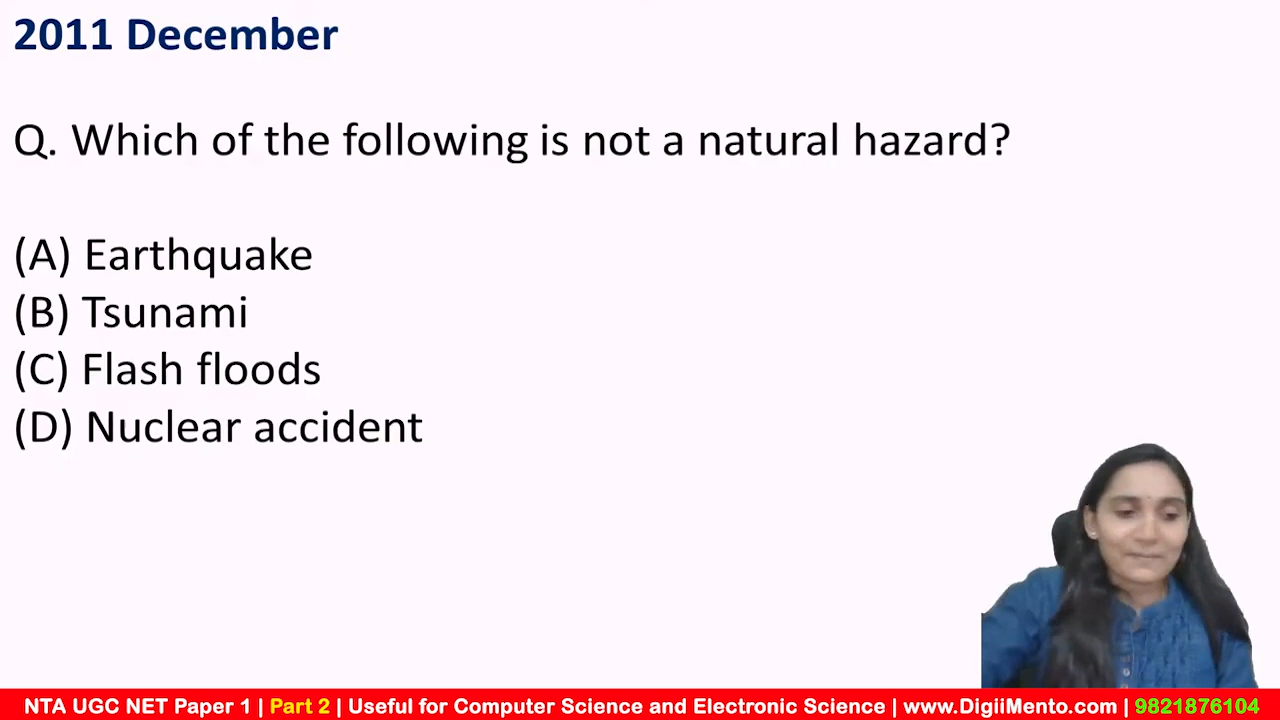 2011 December
Q. Which of the following is not a natural hazard?
(A) Earthquake
(B) Tsunami
(C) Flash floods
(D) Nuclear accident
NTA UGC NET Paper 1 | Part 2 | Useful for Computer Science and Electronic Science | www.DigiiMento.com | 9821876104